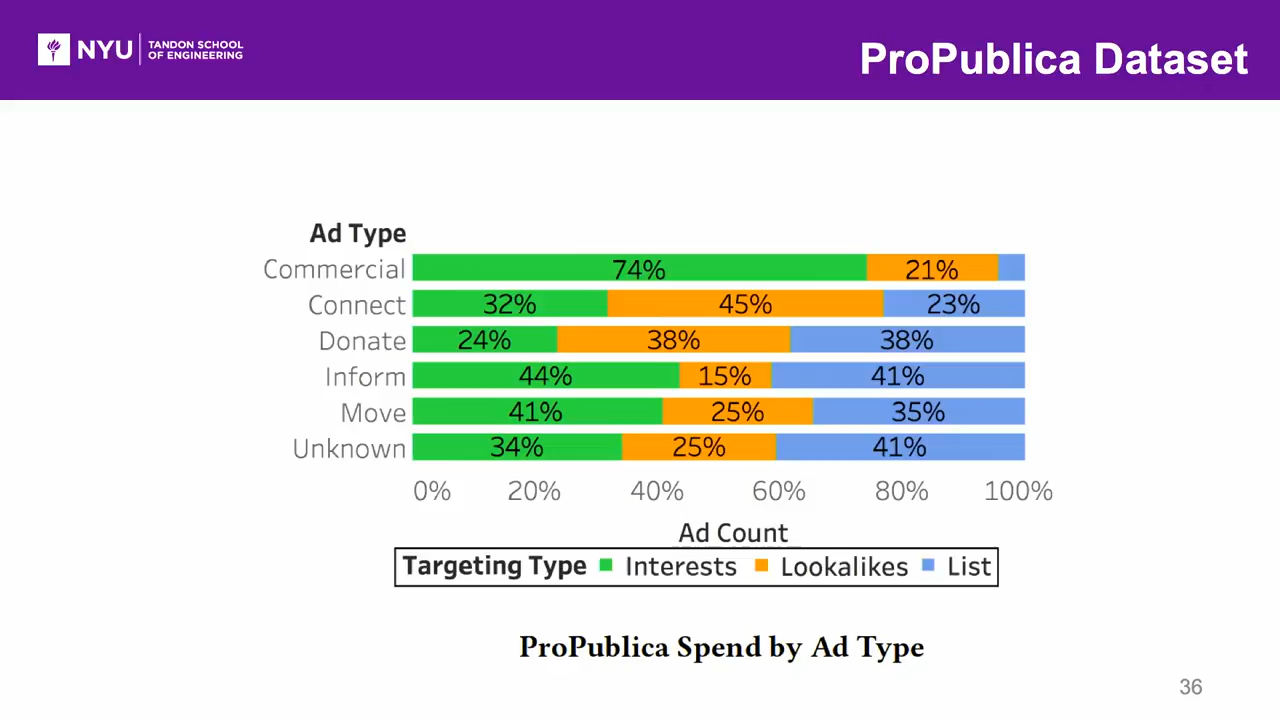 NYU TANDON SCHOOL
OF ENGINEERING
ProPublica Dataset
Ad Type
Commercial 74% 21%
Connect 32% 45% 23%
Donate 24% 38% 38%
Inform 44% 15% 41%
Move 41% 25% 35%
Unknown 34% 25% 41%
0% 20% 40% 60% 80% 100%
Ad Count
Targeting Type Interests Lookalikes List
ProPublica Spend by Ad Type
36